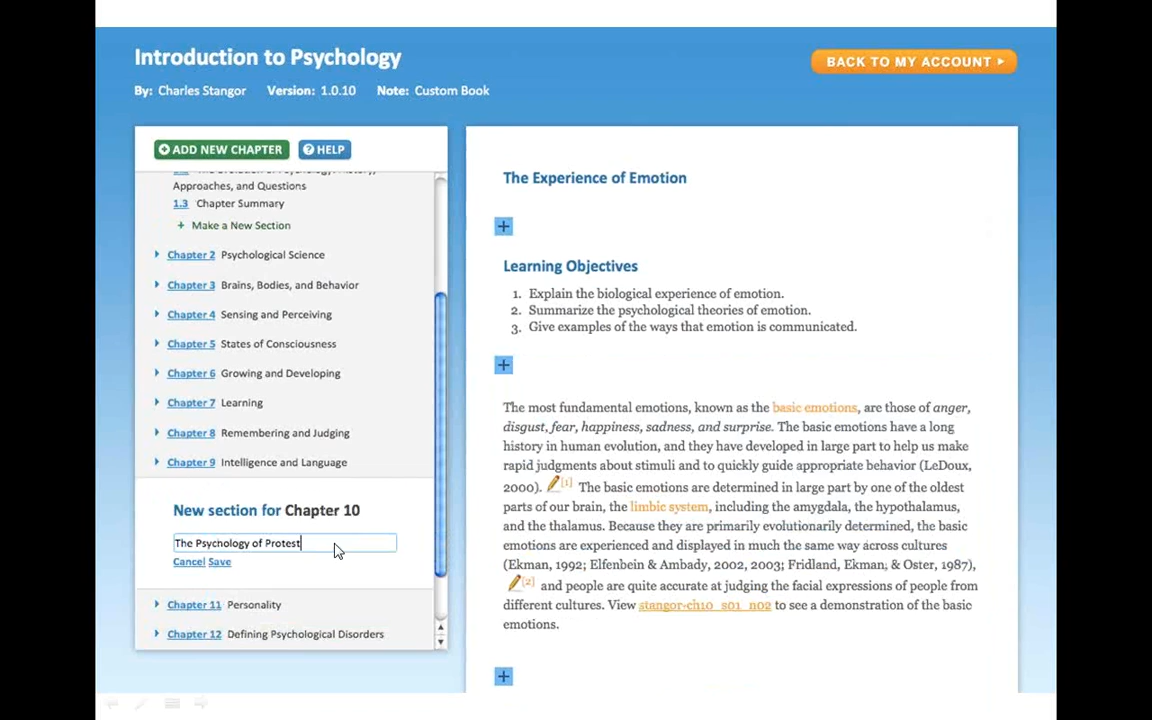 Introduction to Psychology
BACK TO MY ACCOUNT
By: Charles Stangor Version: 1.0.10 Note: Custom Book
ADD NEW CHAPTER
? HELP
Approaches, and Questions
1.3 Chapter Summary
+ Make a New Section
Chapter 2 Psychological Science
Chapter 3 Brains, Bodies, and Behavior
Chapter 4 Sensing and Perceiving
Chapter 5 States of Consciousness
Chapter 6 Growing and Developing
Chapter 7 Learning
Chapter 8 Remembering and Judging
Chapter 9 Intelligence and Language
New section for Chapter 10
The Psychology of Protest
Cancel Save
Chapter 11 Personality
Chapter 12 Defining Psychological Disorders
The Experience of Emotion
+
Learning Objectives
1. Explain the biological experience of emotion.
2. Summarize the psychological theories of emotion.
3. Give examples of the ways that emotion is communicated.
+
The most fundamental emotions, known as the basic emotions, are those of anger,
disgust, fear, happiness, sadness, and surprise. The basic emotions have a long
history in human evolution, and they have developed in large part to help us make
rapid judgments about stimuli and to quickly guide appropriate behavior (LeDoux,
2000). [1] The basic emotions are determined in large part by one of the oldest
parts of our brain, the limbic system, including the amygdala, the hypothalamus,
and the thalamus. Because they are primarily evolutionarily determined, the basic
emotions are experienced and displayed in much the same way across cultures
(Ekman, 1992; Elfenbein & Ambady, 2002, 2003; Fridland, Ekman, & Oster, 1987),
[2] and people are quite accurate at judging the facial expressions of people from
different cultures. View stangor-ch10_s01_n02 to see a demonstration of the basic
emotions.
+